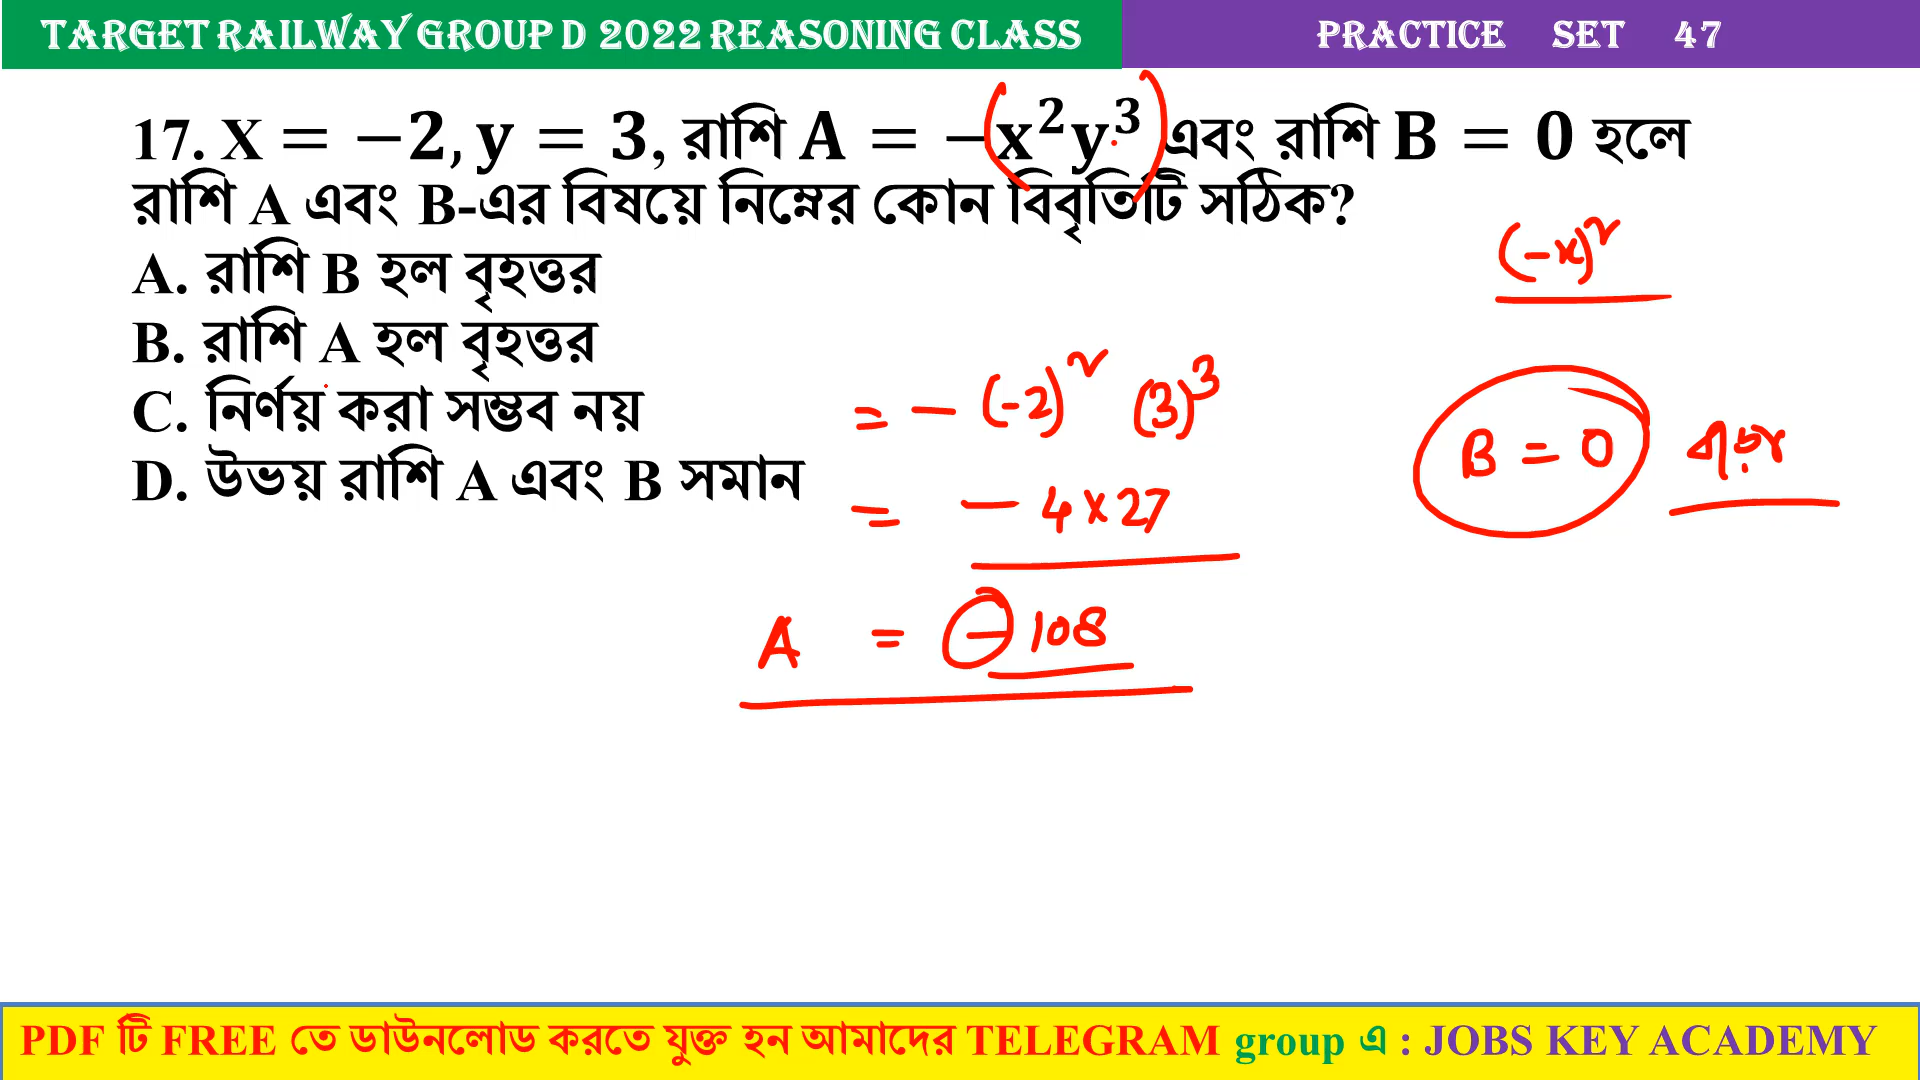 TARGET RAILWAY GROUP D 2022 REASONING CLASS
PRACTICE SET 47
17. X = −2, y = 3, রাশি A = −(x²y³) এবং রাশি B = 0 হলে
রাশি A এবং B-এর বিষয়ে নিম্নের কোন বিবৃতিটি সঠিক?
A. রাশি B হল বৃহত্তর
B. রাশি A হল বৃহত্তর
C. নির্ণয় করা সম্ভব নয়
D. উভয় রাশি A এবং B সমান
(-x)²
= - (-2)² (3)³
B = 0
= - 4 x 27
A = - 108
PDF টি FREE তে ডাউনলোড করতে যুক্ত হন আমাদের TELEGRAM group এ : JOBS KEY ACADEMY